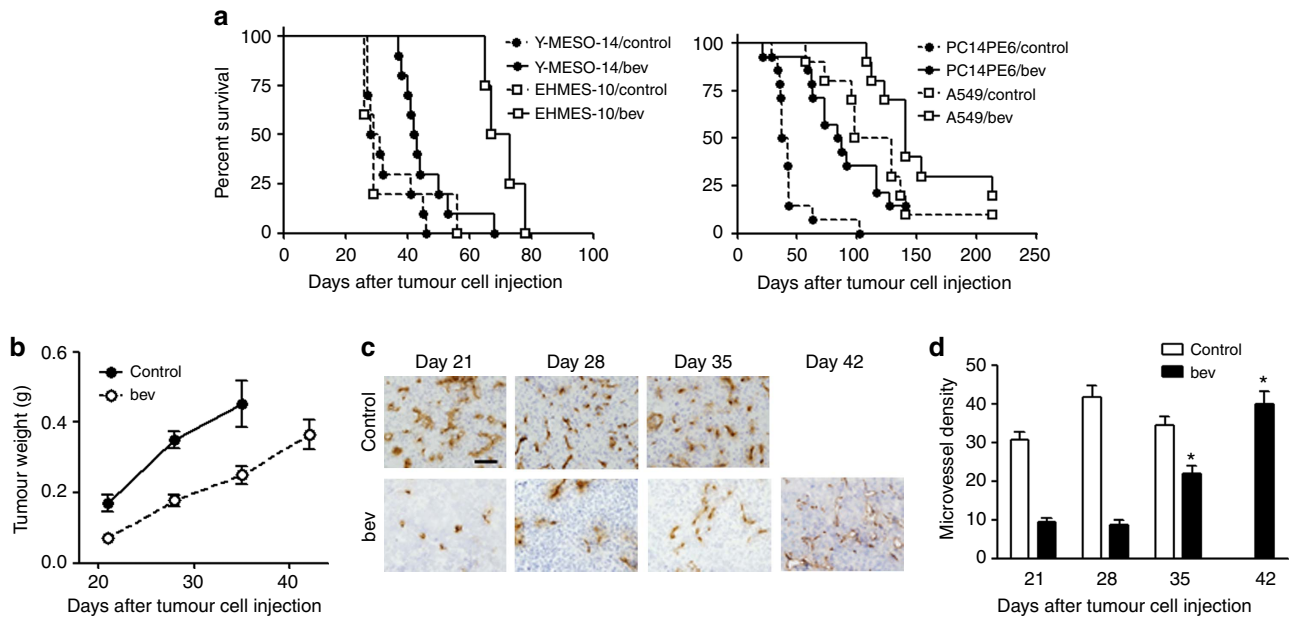 a
Percent survival
100
75
50
25
0
0 20 40 60 80 100
Days after tumour cell injection
Y-MESO-14/control
Y-MESO-14/bev
EHMES-10/control
EHMES-10/bev
100
75
50
25
0
0 50 100 150 200 250
Days after tumour cell injection
PC14PE6/control
PC14PE6/bev
A549/control
A549/bev
b
Tumour weight (g)
0.6
0.4
0.2
0.0
20 30 40
Days after tumour cell injection
Control
bev
c
Day 21 Day 28 Day 35 Day 42
Control
bev
d
Microvessel density
50
40
30
20
10
0
21 28 35 42
Days after tumour cell injection
Control
bev
*
*